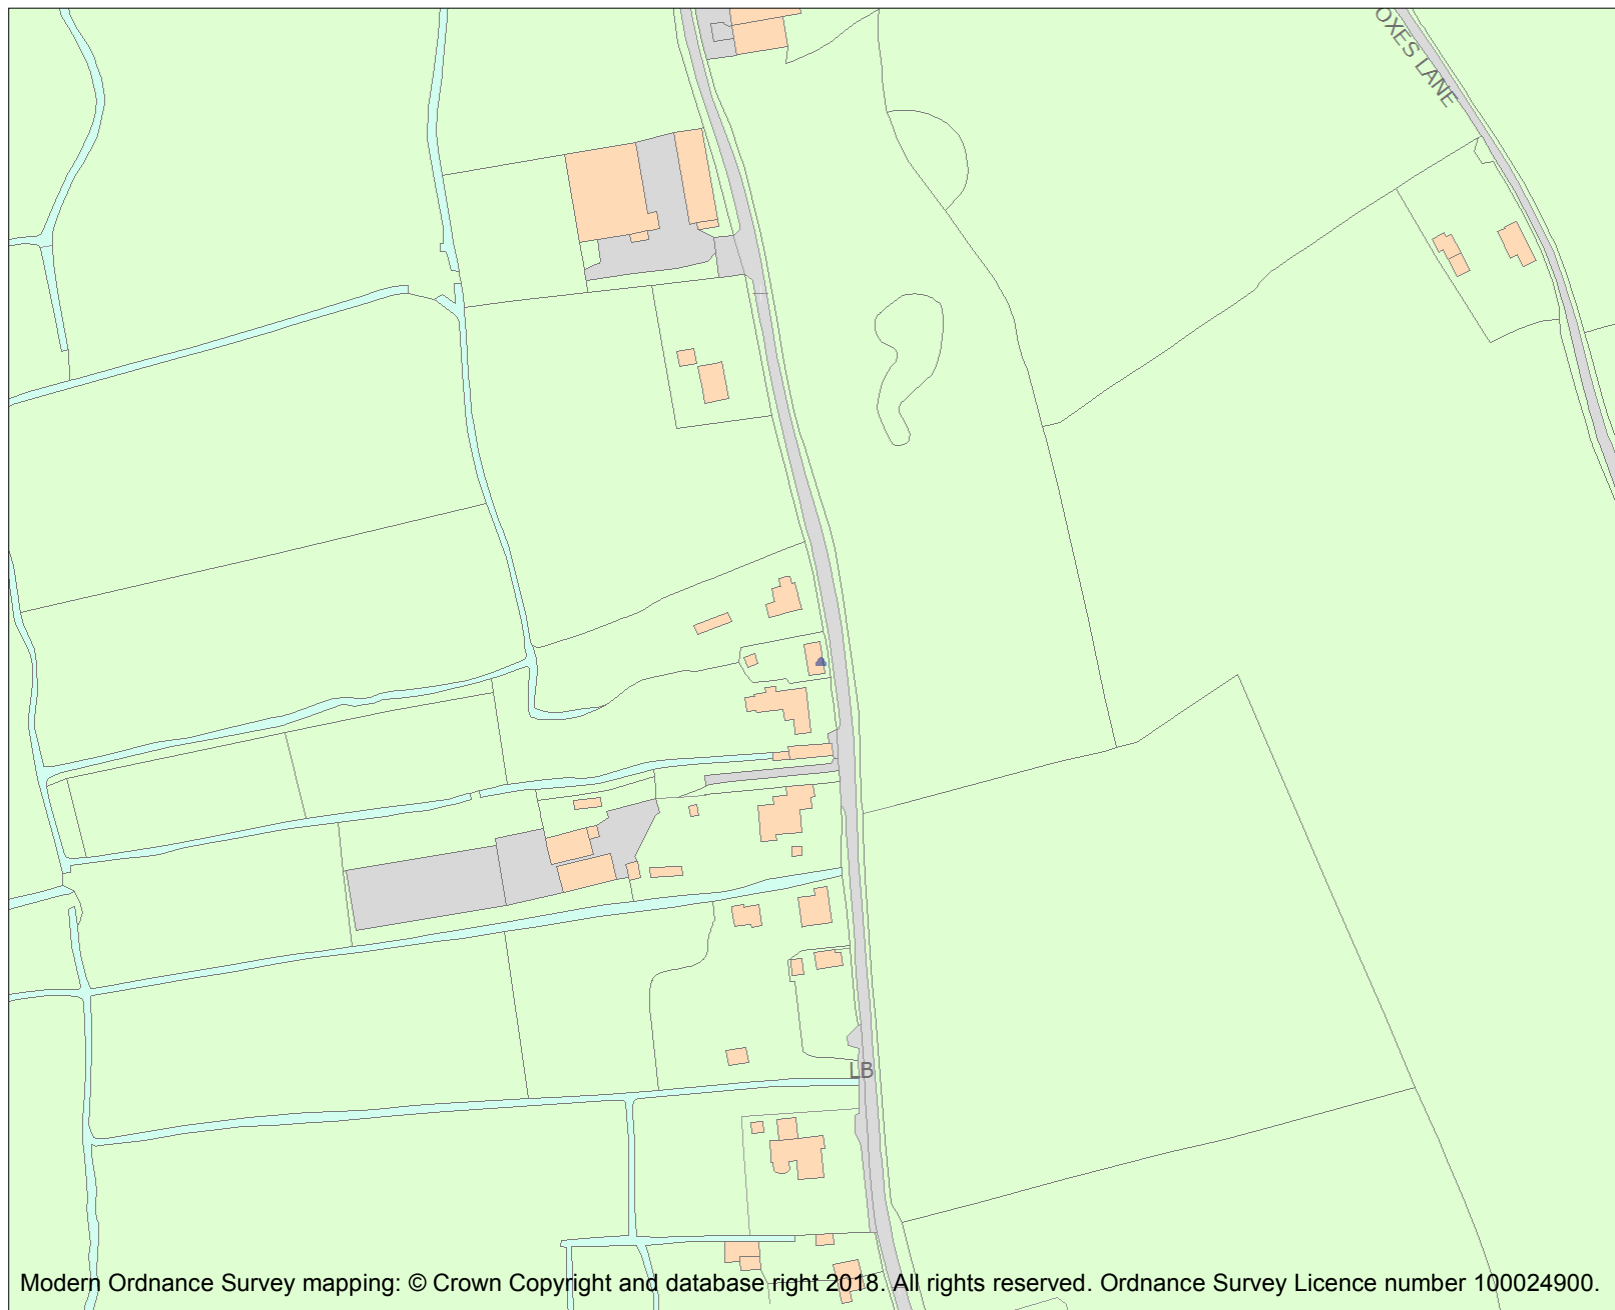 OXES LANE
LB
Modern Ordnance Survey mapping: © Crown Copyright and database right 2018. All rights reserved. Ordnance Survey Licence number 100024900.